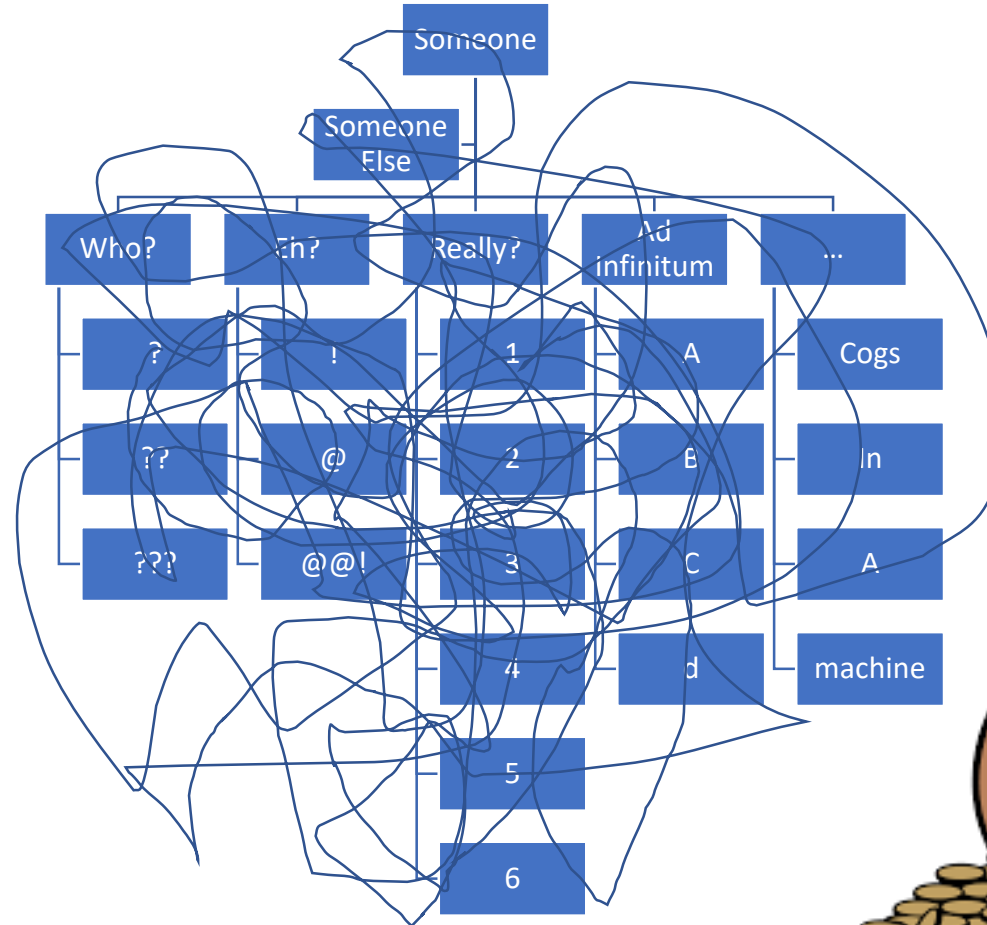 Someone
Someone
Else
Who?
Eh?
Really?
Ad
infinitum
...
?
!
1
A
Cogs
??
@
2
B
In
???
@@!
3
C
A
4
d
machine
5
6